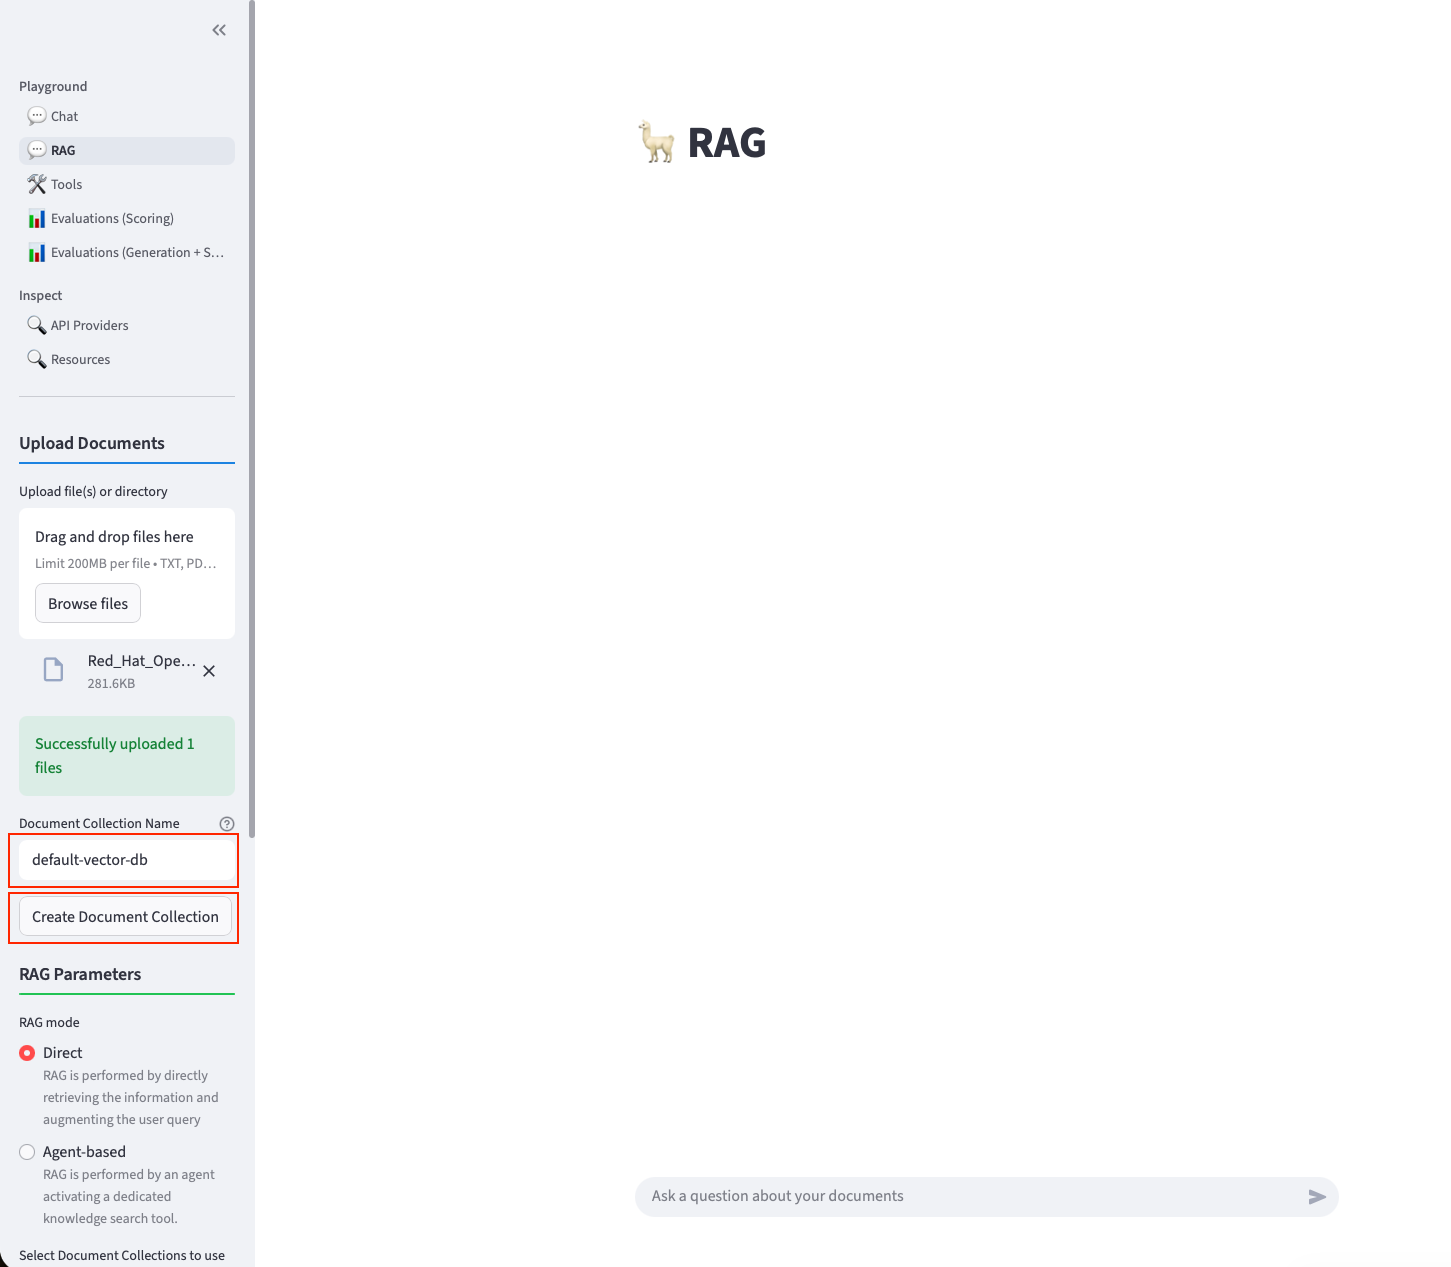 Playground
Chat
RAG
Tools
Evaluations (Scoring)
Evaluations (Generation + S...
Inspect
API Providers
Resources
Upload Documents
Upload file(s) or directory
Drag and drop files here
Limit 200MB per file • TXT, PD...
Browse files
Red_Hat_Ope...
281.6KB
Successfully uploaded 1
files
Document Collection Name
default-vector-db
Create Document Collection
RAG Parameters
RAG mode
Direct
RAG is performed by directly
retrieving the information and
augmenting the user query
Agent-based
RAG is performed by an agent
activating a dedicated
knowledge search tool.
Select Document Collections to use
RAG
Ask a question about your documents